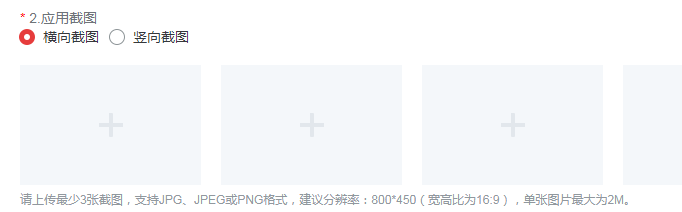 * 2.应用截图
横向截图 竖向截图
请上传最少3张截图，支持JPG、JPEG或PNG格式，建议分辨率：800*450（宽高比为16:9），单张图片最大为2M。